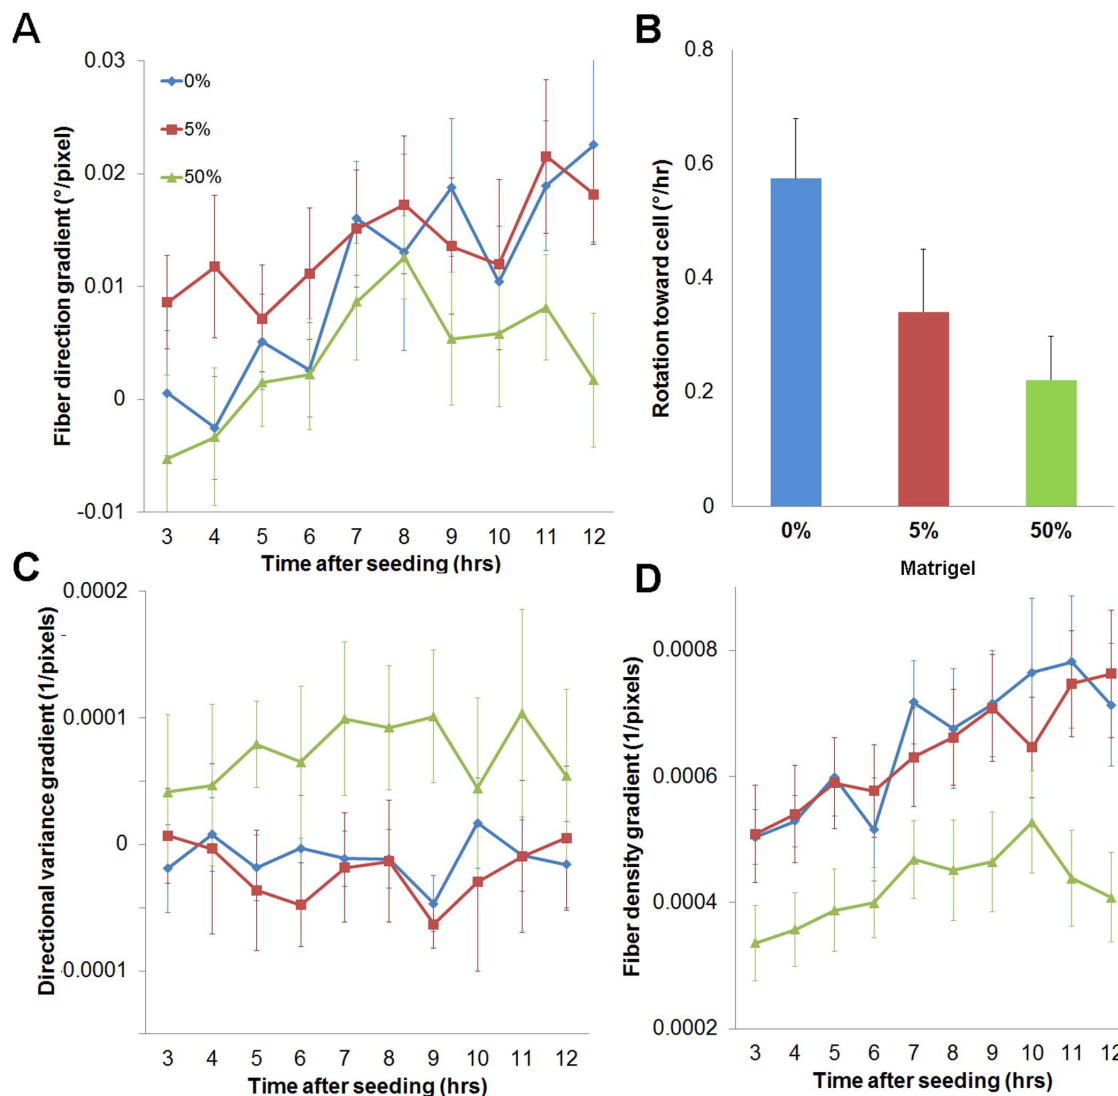 A
Fiber direction gradient (°/pixel)
0.03
0.02
0.01
0
-0.01
0%
5%
50%
3 4 5 6 7 8 9 10 11 12
Time after seeding (hrs)
B
Rotation toward cell (°/hr)
0.8
0.6
0.4
0.2
0
0% 5% 50%
Matrigel
C
Directional variance gradient (1/pixels)
0.0002
0.0001
0
0.0001
3 4 5 6 7 8 9 10 11 12
Time after seeding (hrs)
D
Fiber density gradient (1/pixels)
0.0008
0.0006
0.0004
0.0002
3 4 5 6 7 8 9 10 11 12
Time after seeding (hrs)